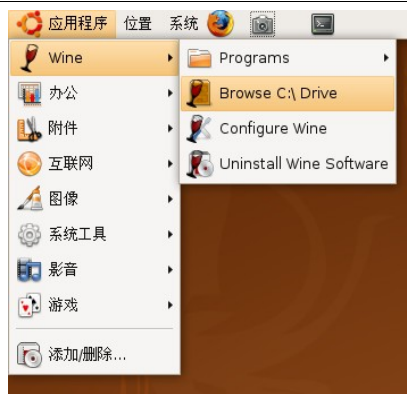 应用程序 位置 系统
Wine
办公
附件
互联网
图像
系统工具
影音
游戏
添加/删除...
Programs
Browse C:\ Drive
Configure Wine
Uninstall Wine Software